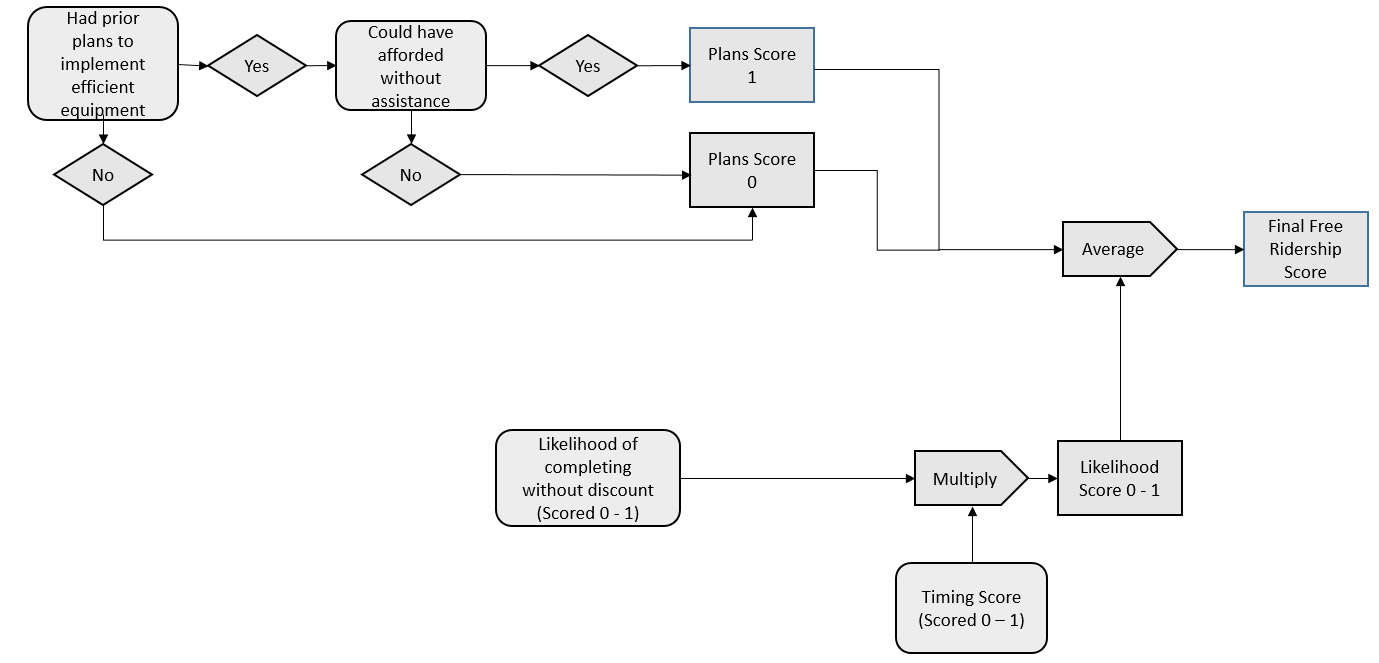 Had prior
plans to
implement
efficient
equipment
Yes
Could have
afforded
without
assistance
Yes
Plans Score
1
No
No
Plans Score
0
Average
Final Free
Ridership
Score
Likelihood of
completing
without discount
(Scored 0 - 1)
Multiply
Likelihood
Score 0 - 1
Timing Score
(Scored 0 – 1)